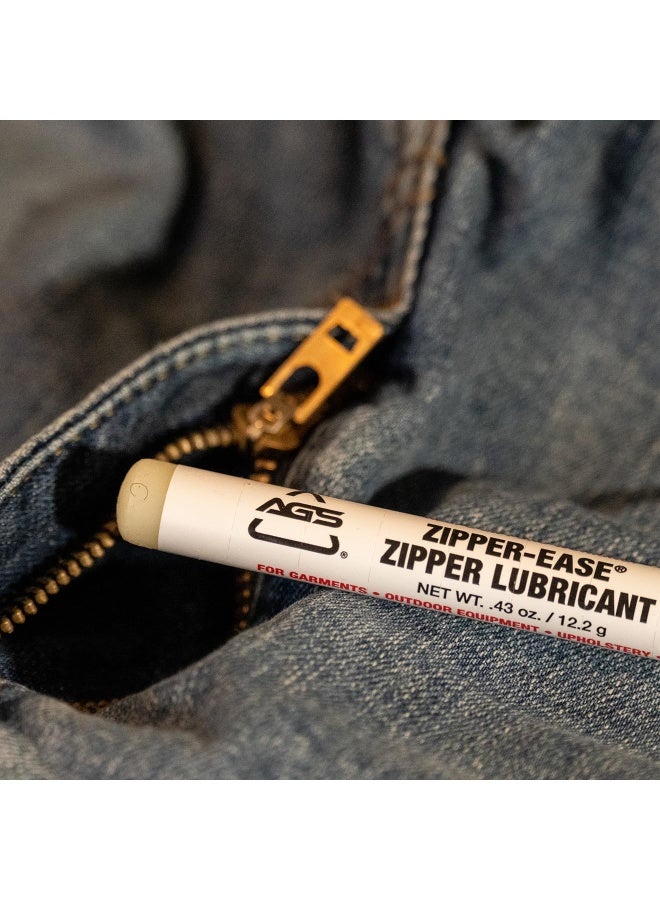 AGS®
ZIPPER-EASE®
ZIPPER LUBRICANT
NET WT. .43 oz. / 12.2 g
FOR GARMENTS • OUTDOOR EQUIPMENT • UPHOLSTERY